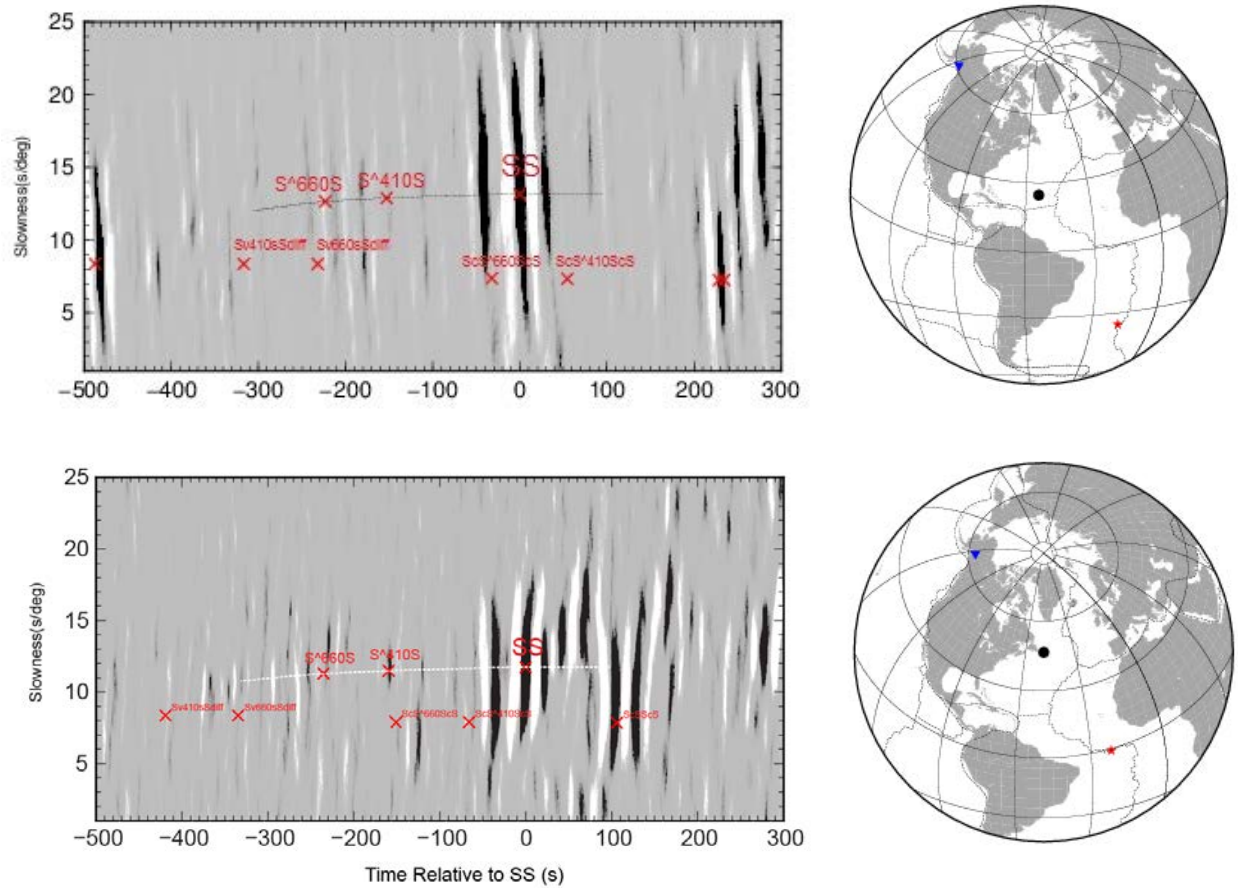 25
20
15
10
5
Slowness(s/deg)
SS
S^660S
S^410S
Sv410sSdiff
Sv660sSdiff
ScS^660ScS
ScS^410ScS
−500
−400
−300
−200
−100
0
100
200
300
25
20
15
10
5
Slowness(s/deg)
SS
S^660S
S^410S
Sv410sSdiff
Sv660sSdiff
ScS^660ScS
ScS^410ScS
ScSScS
−500
−400
−300
−200
−100
0
100
200
300
Time Relative to SS (s)